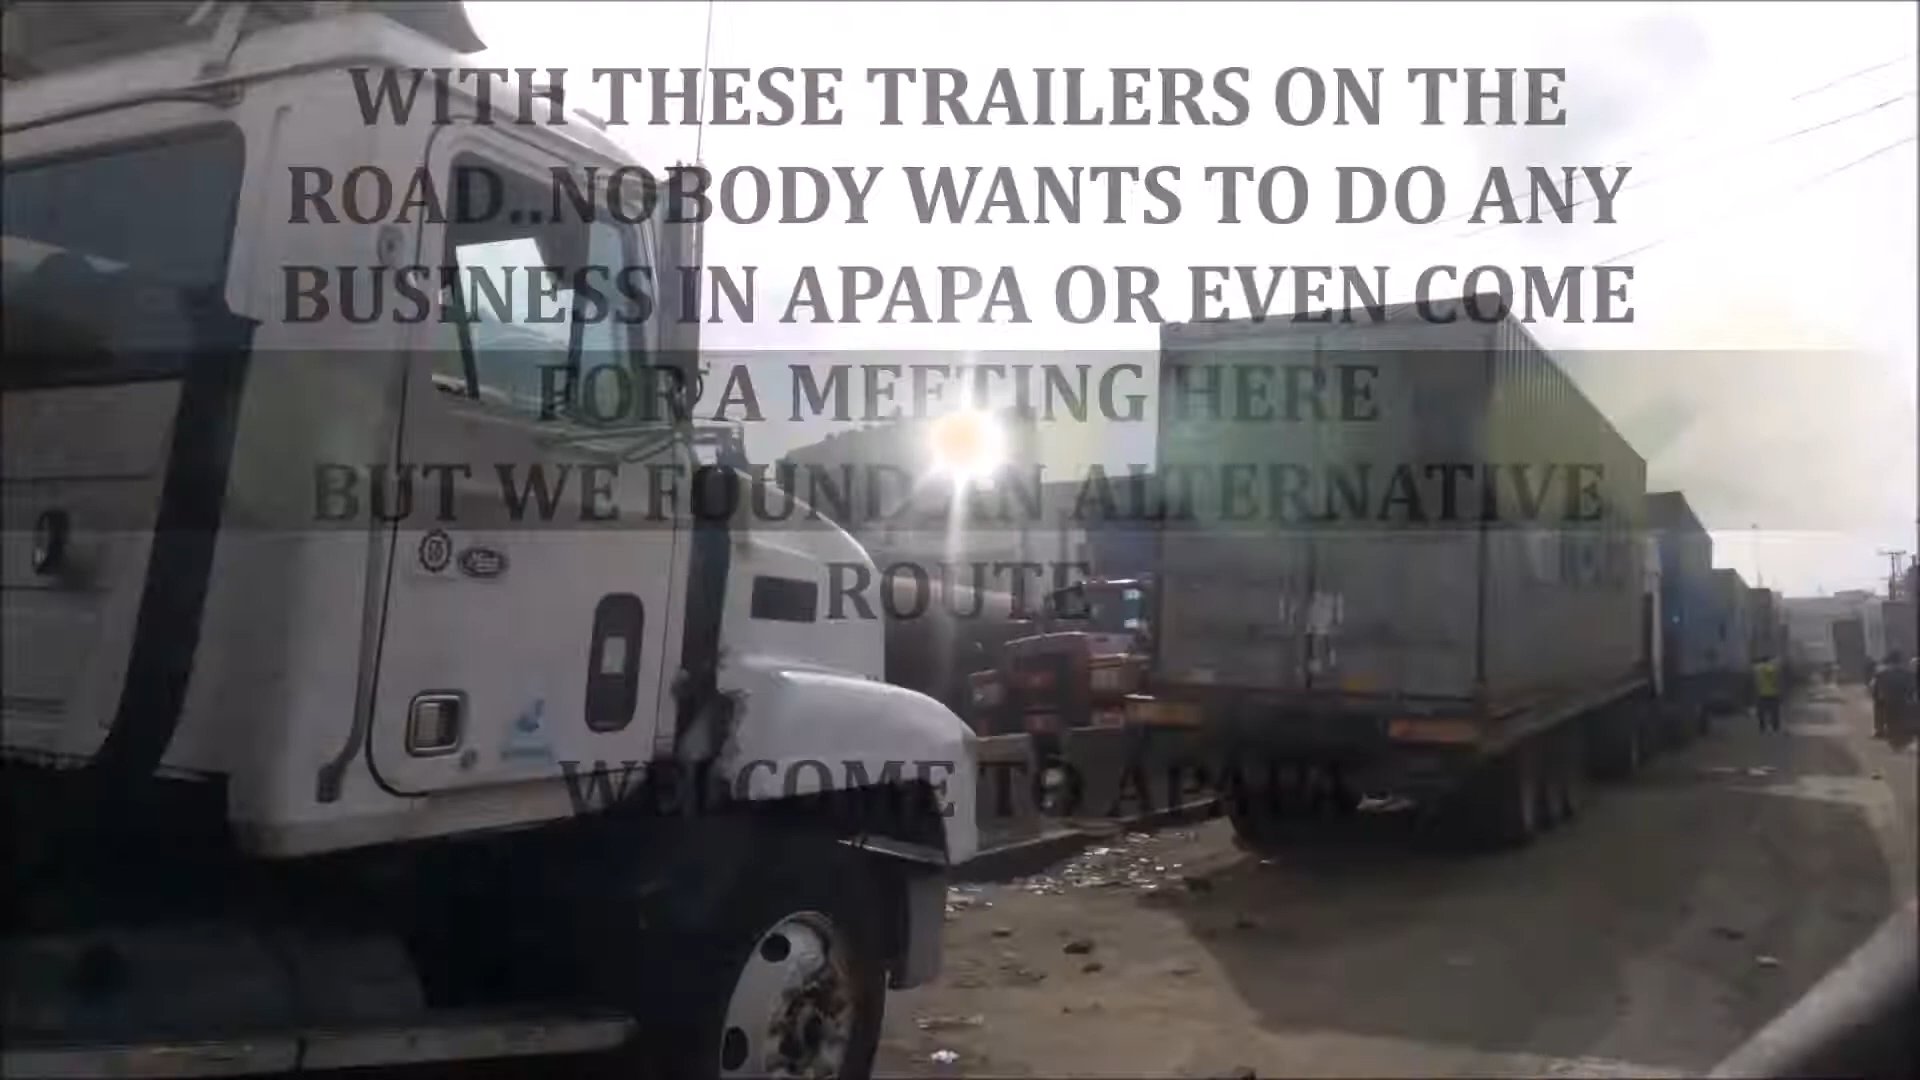 WITH THESE TRAILERS ON THE
ROAD..NOBODY WANTS TO DO ANY
BUSINESS IN APAPA OR EVEN COME
FOR A MEETING HERE
BUT WE FOUND AN ALTERNATIVE
ROUTE
WELCOME TO APAPA
Mack